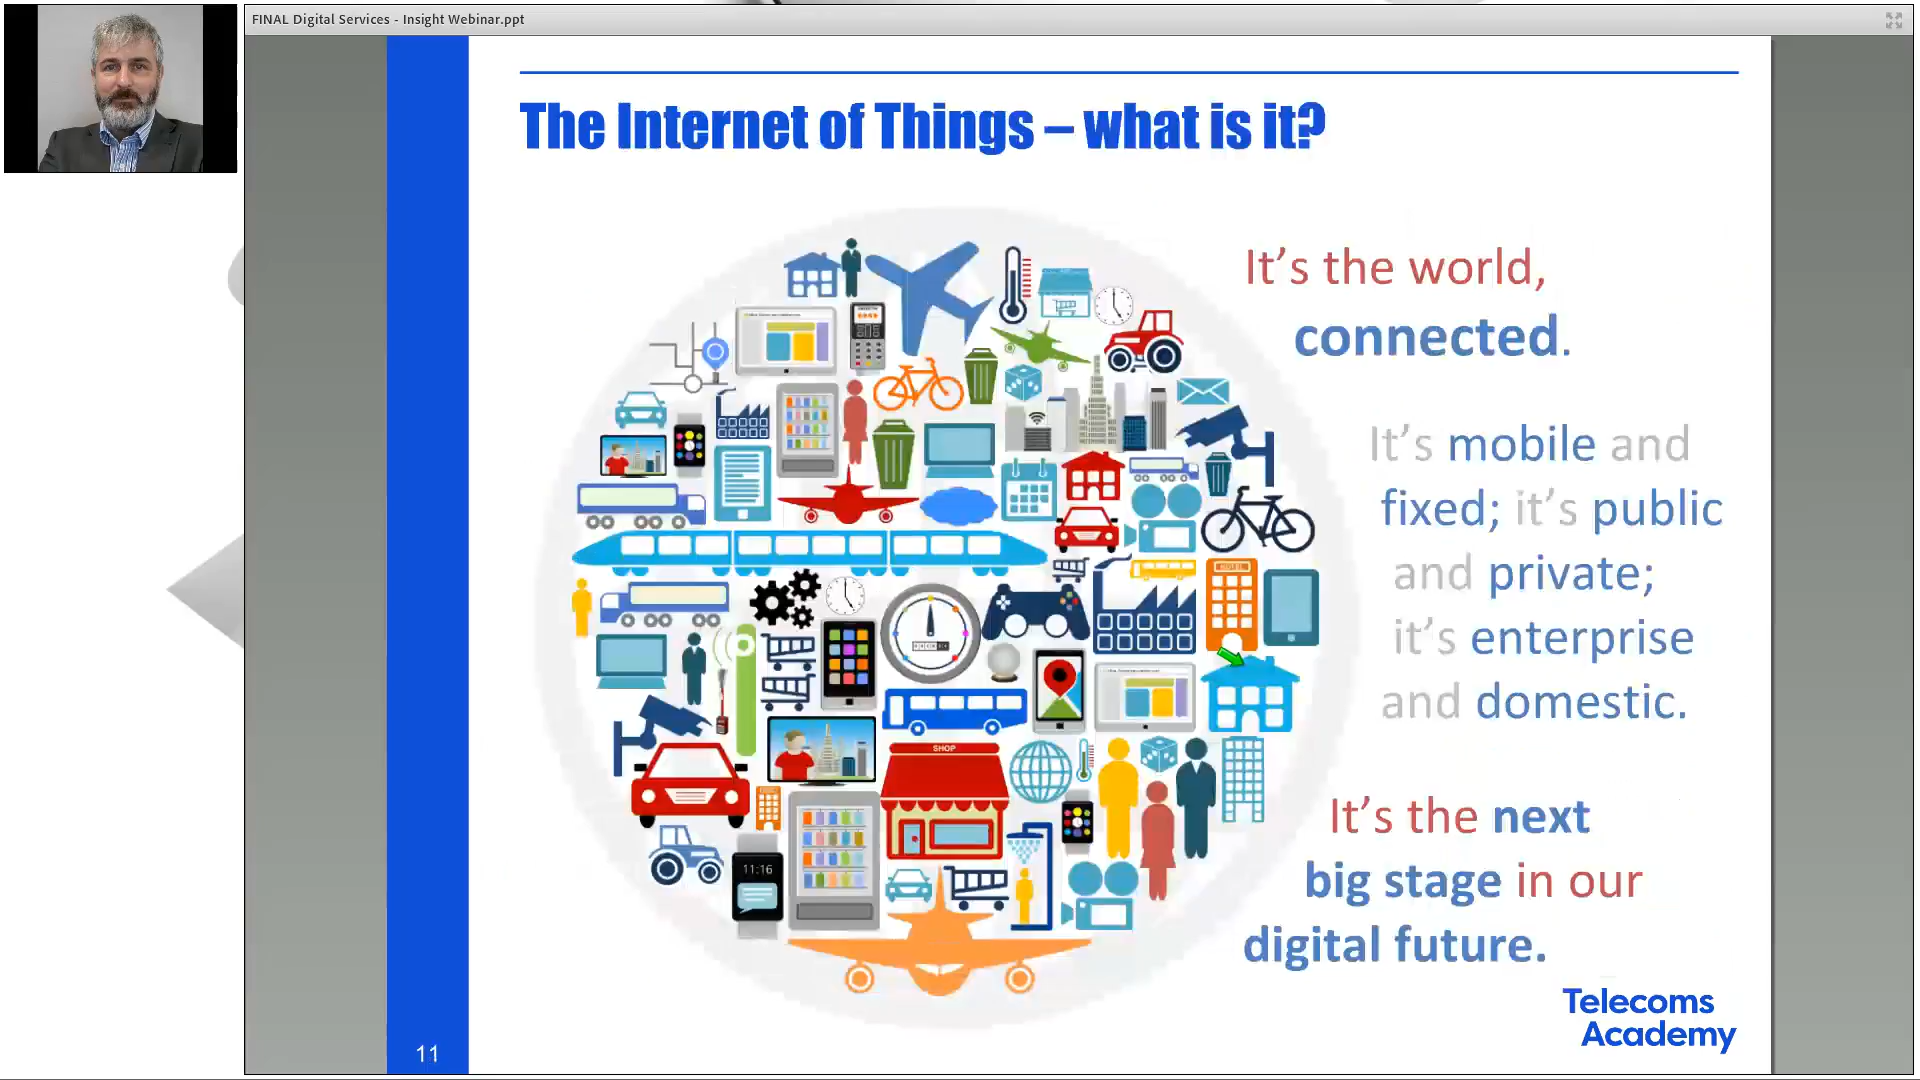 FINAL Digital Services - Insight Webinar.ppt
The Internet of Things – what is it?
It's the world,
connected.
It's mobile and
fixed; it's public
and private;
it's enterprise
and domestic.
It's the next
big stage in our
digital future.
HOTEL
SHOP
11:16
Telecoms
Academy
11